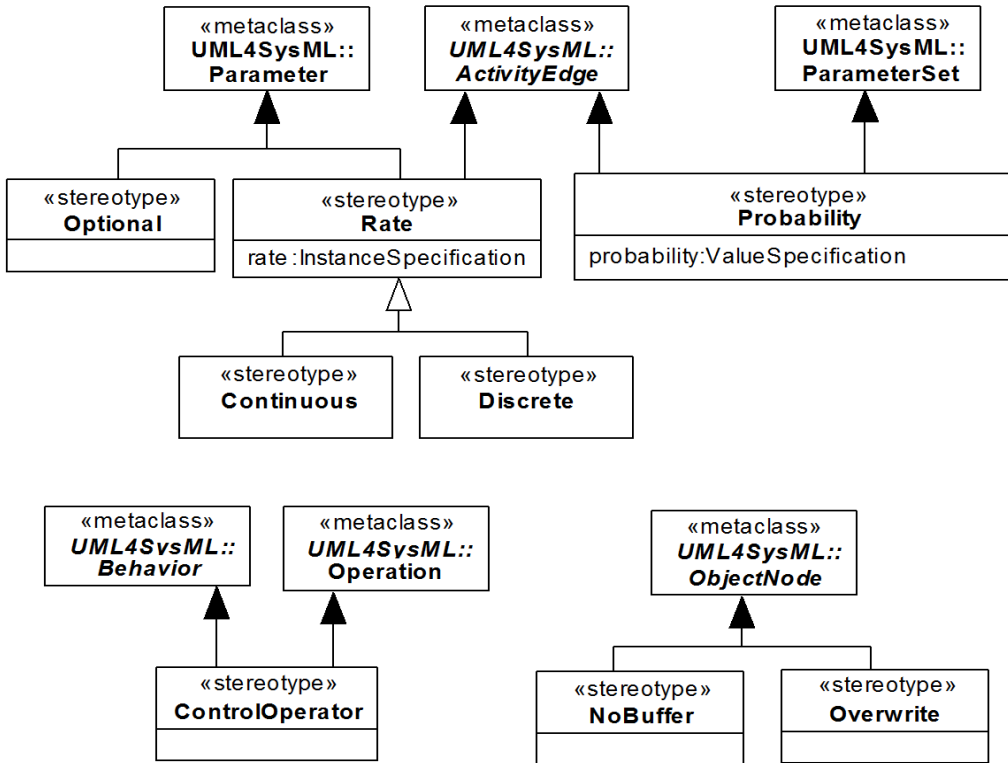 «metaclass»
UML4SysML::
Parameter
«metaclass»
UML4SysML::
ActivityEdge
«metaclass»
UML4SysML::
ParameterSet
«stereotype»
Optional
«stereotype»
Rate
rate:InstanceSpecification
«stereotype»
Probability
probability:ValueSpecification
«stereotype»
Continuous
«stereotype»
Discrete
«metaclass»
UML4SysML::
Behavior
«metaclass»
UML4SysML::
Operation
«metaclass»
UML4SysML::
ObjectNode
«stereotype»
ControlOperator
«stereotype»
NoBuffer
«stereotype»
Overwrite